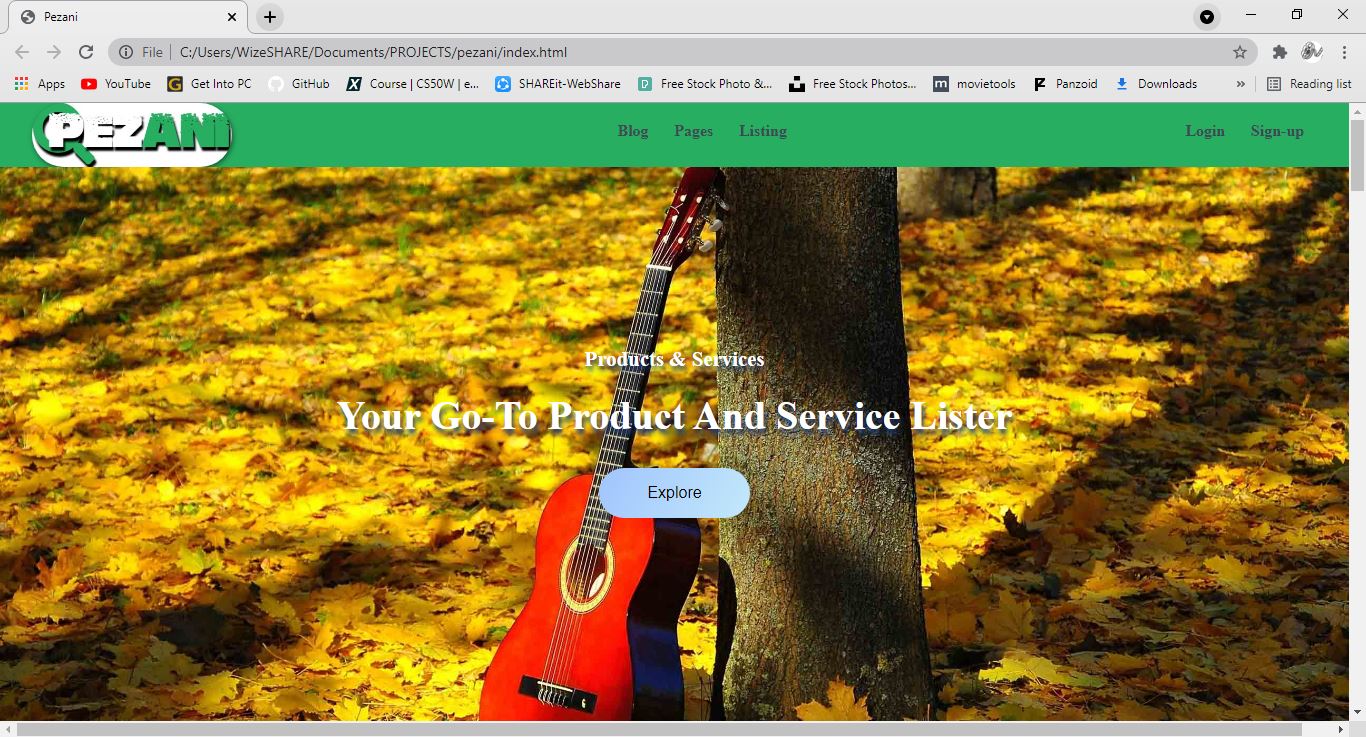 Pezani
File | C:/Users/WizeSHARE/Documents/PROJECTS/pezani/index.html
Apps YouTube Get Into PC GitHub Course | CS50W | e... SHAREit-WebShare Free Stock Photo &... Free Stock Photos... movietools Panzoid Downloads » Reading list
PEZANI Blog Pages Listing Login Sign-up
Products & Services
Your Go-To Product And Service Lister
Explore